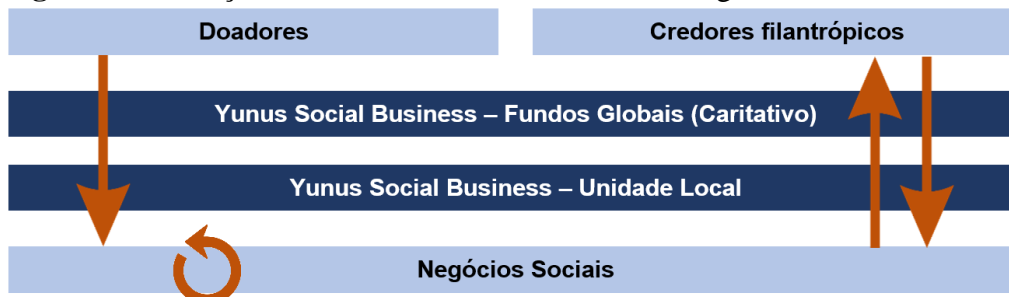 Doadores
Credores filantrópicos
Yunus Social Business – Fundos Globais (Caritativo)
Yunus Social Business – Unidade Local
Negócios Sociais